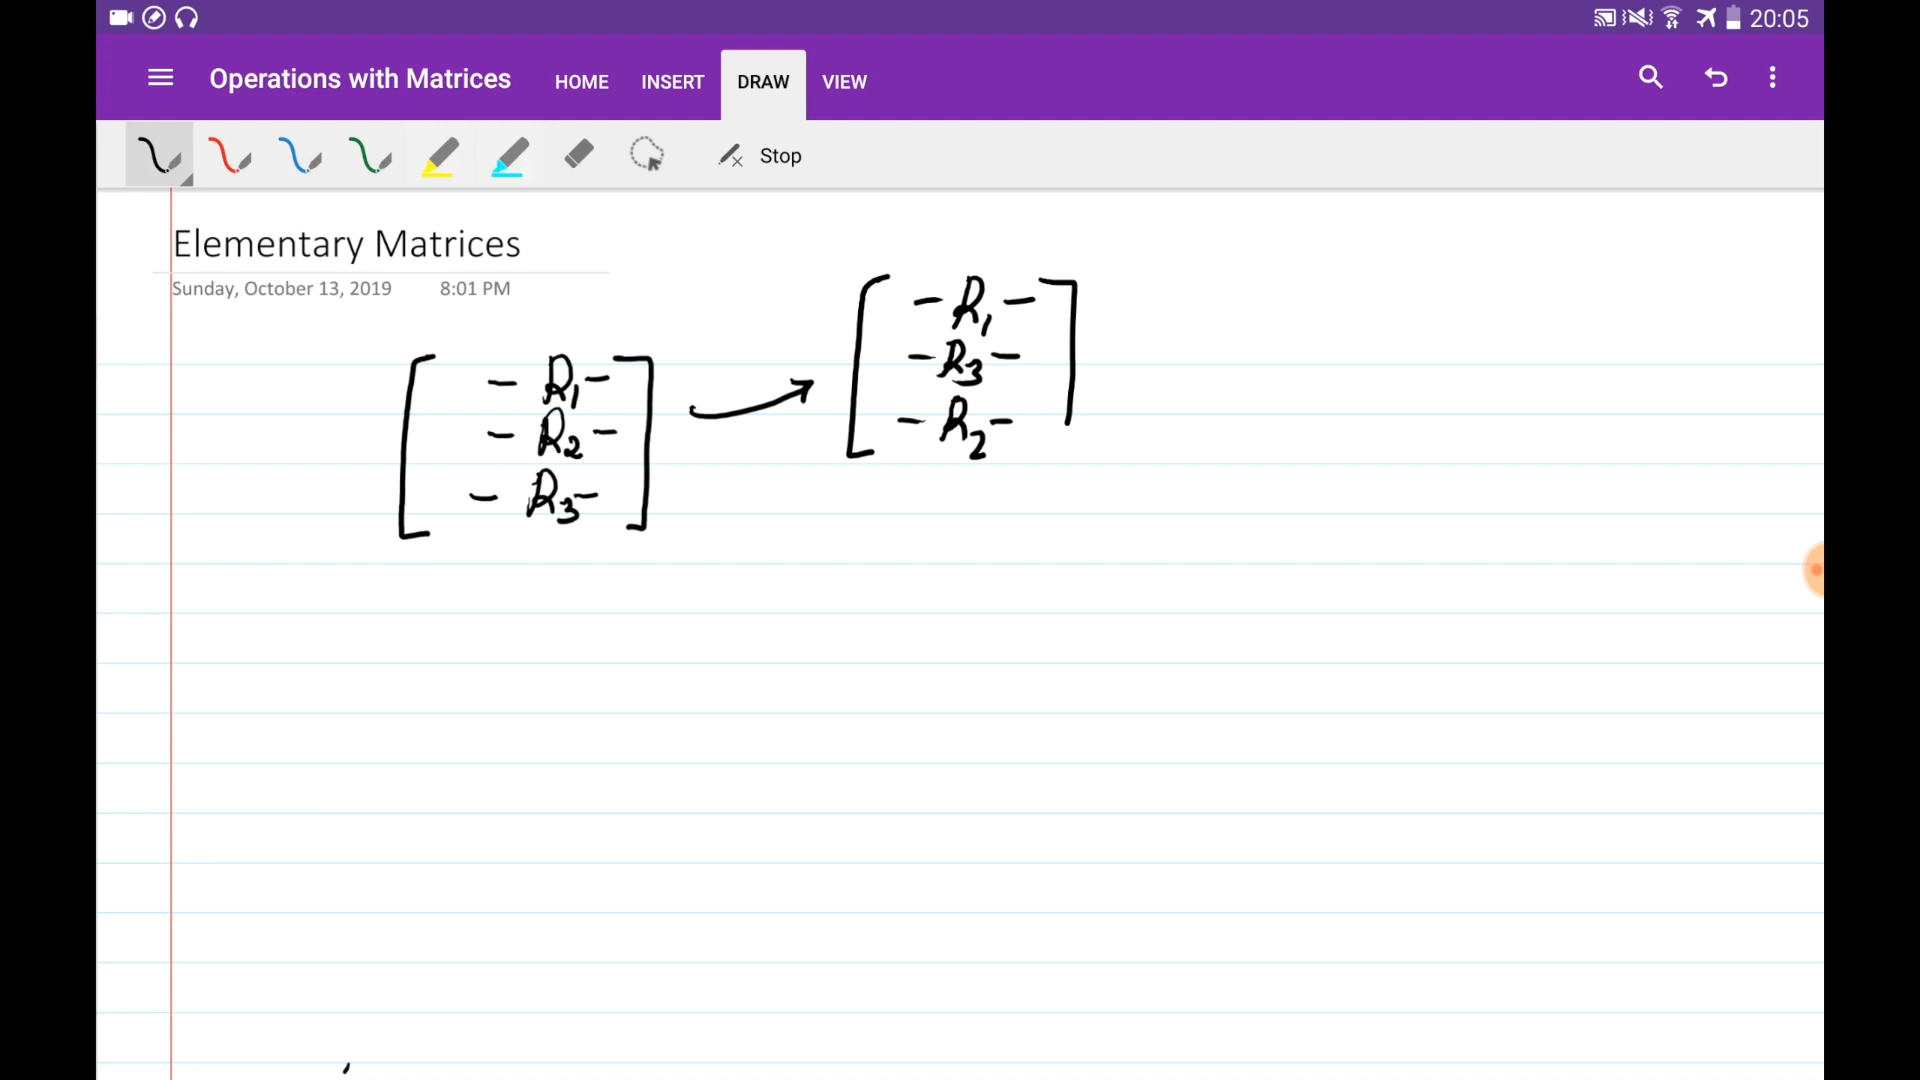 20:05
Operations with Matrices HOME INSERT DRAW VIEW
Stop
Elementary Matrices
Sunday, October 13, 2019 8:01 PM
[ - R₁ -
- R₂ -
- R₃ - ]
→
[ - R₁ -
- R₃ -
- R₂ - ]